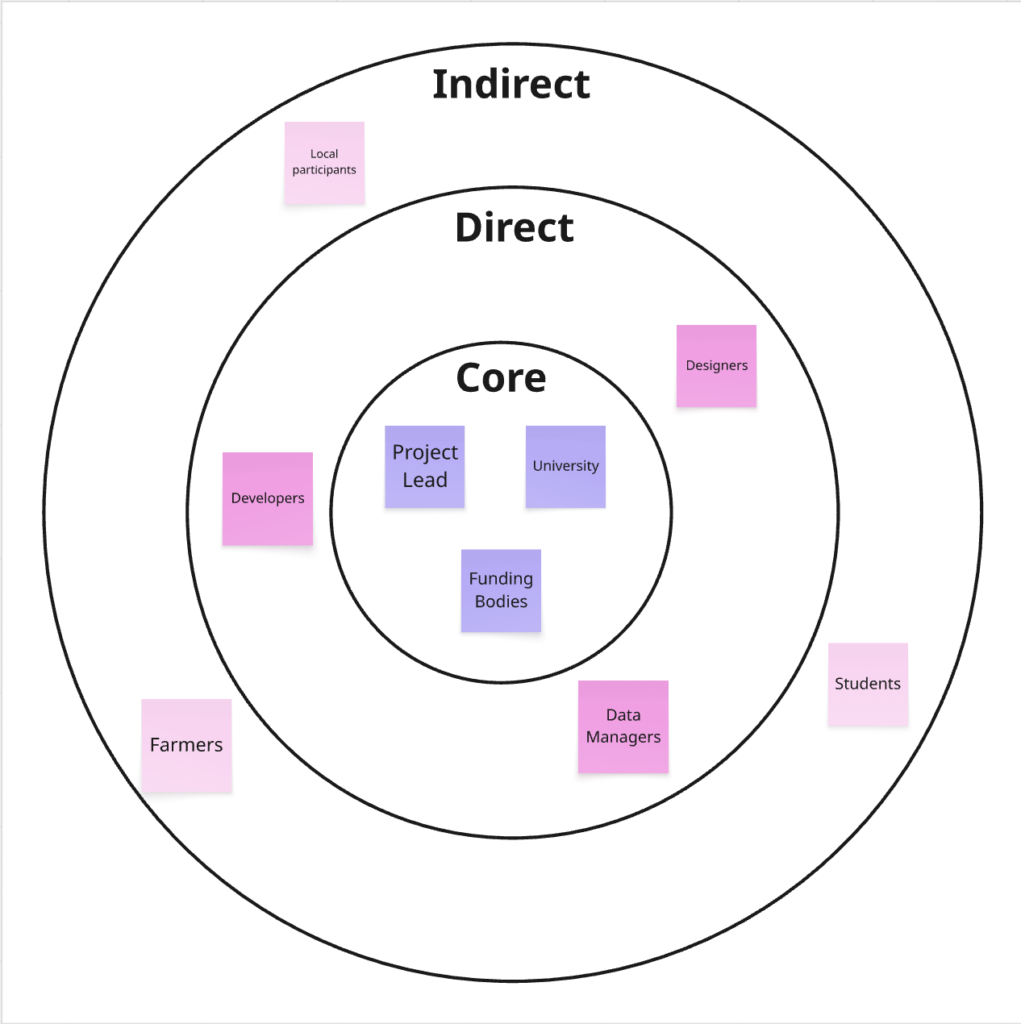 Indirect
Local
participants
Direct
Designers
Core
Project
Lead
University
Developers
Funding
Bodies
Students
Farmers
Data
Managers